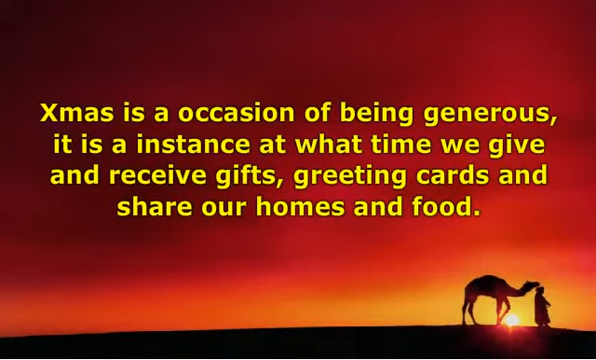 Xmas is a occasion of being generous,
it is a instance at what time we give
and receive gifts, greeting cards and
share our homes and food.